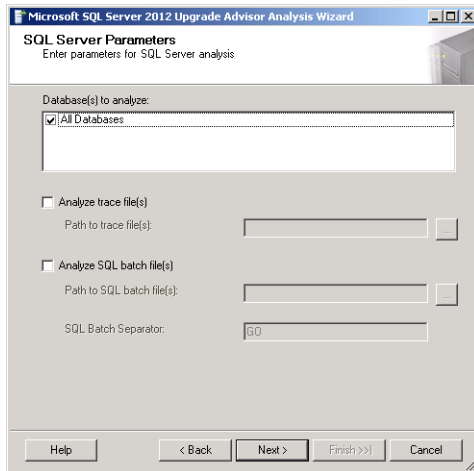 Microsoft SQL Server 2012 Upgrade Advisor Analysis Wizard
SQL Server Parameters
Enter parameters for SQL Server analysis
Database(s) to analyze:
All Databases
Analyze trace file(s)
Path to trace file(s):
...
Analyze SQL batch file(s)
Path to SQL batch file(s):
...
SQL Batch Separator:
GO
Help
< Back
Next >
Finish >>|
Cancel